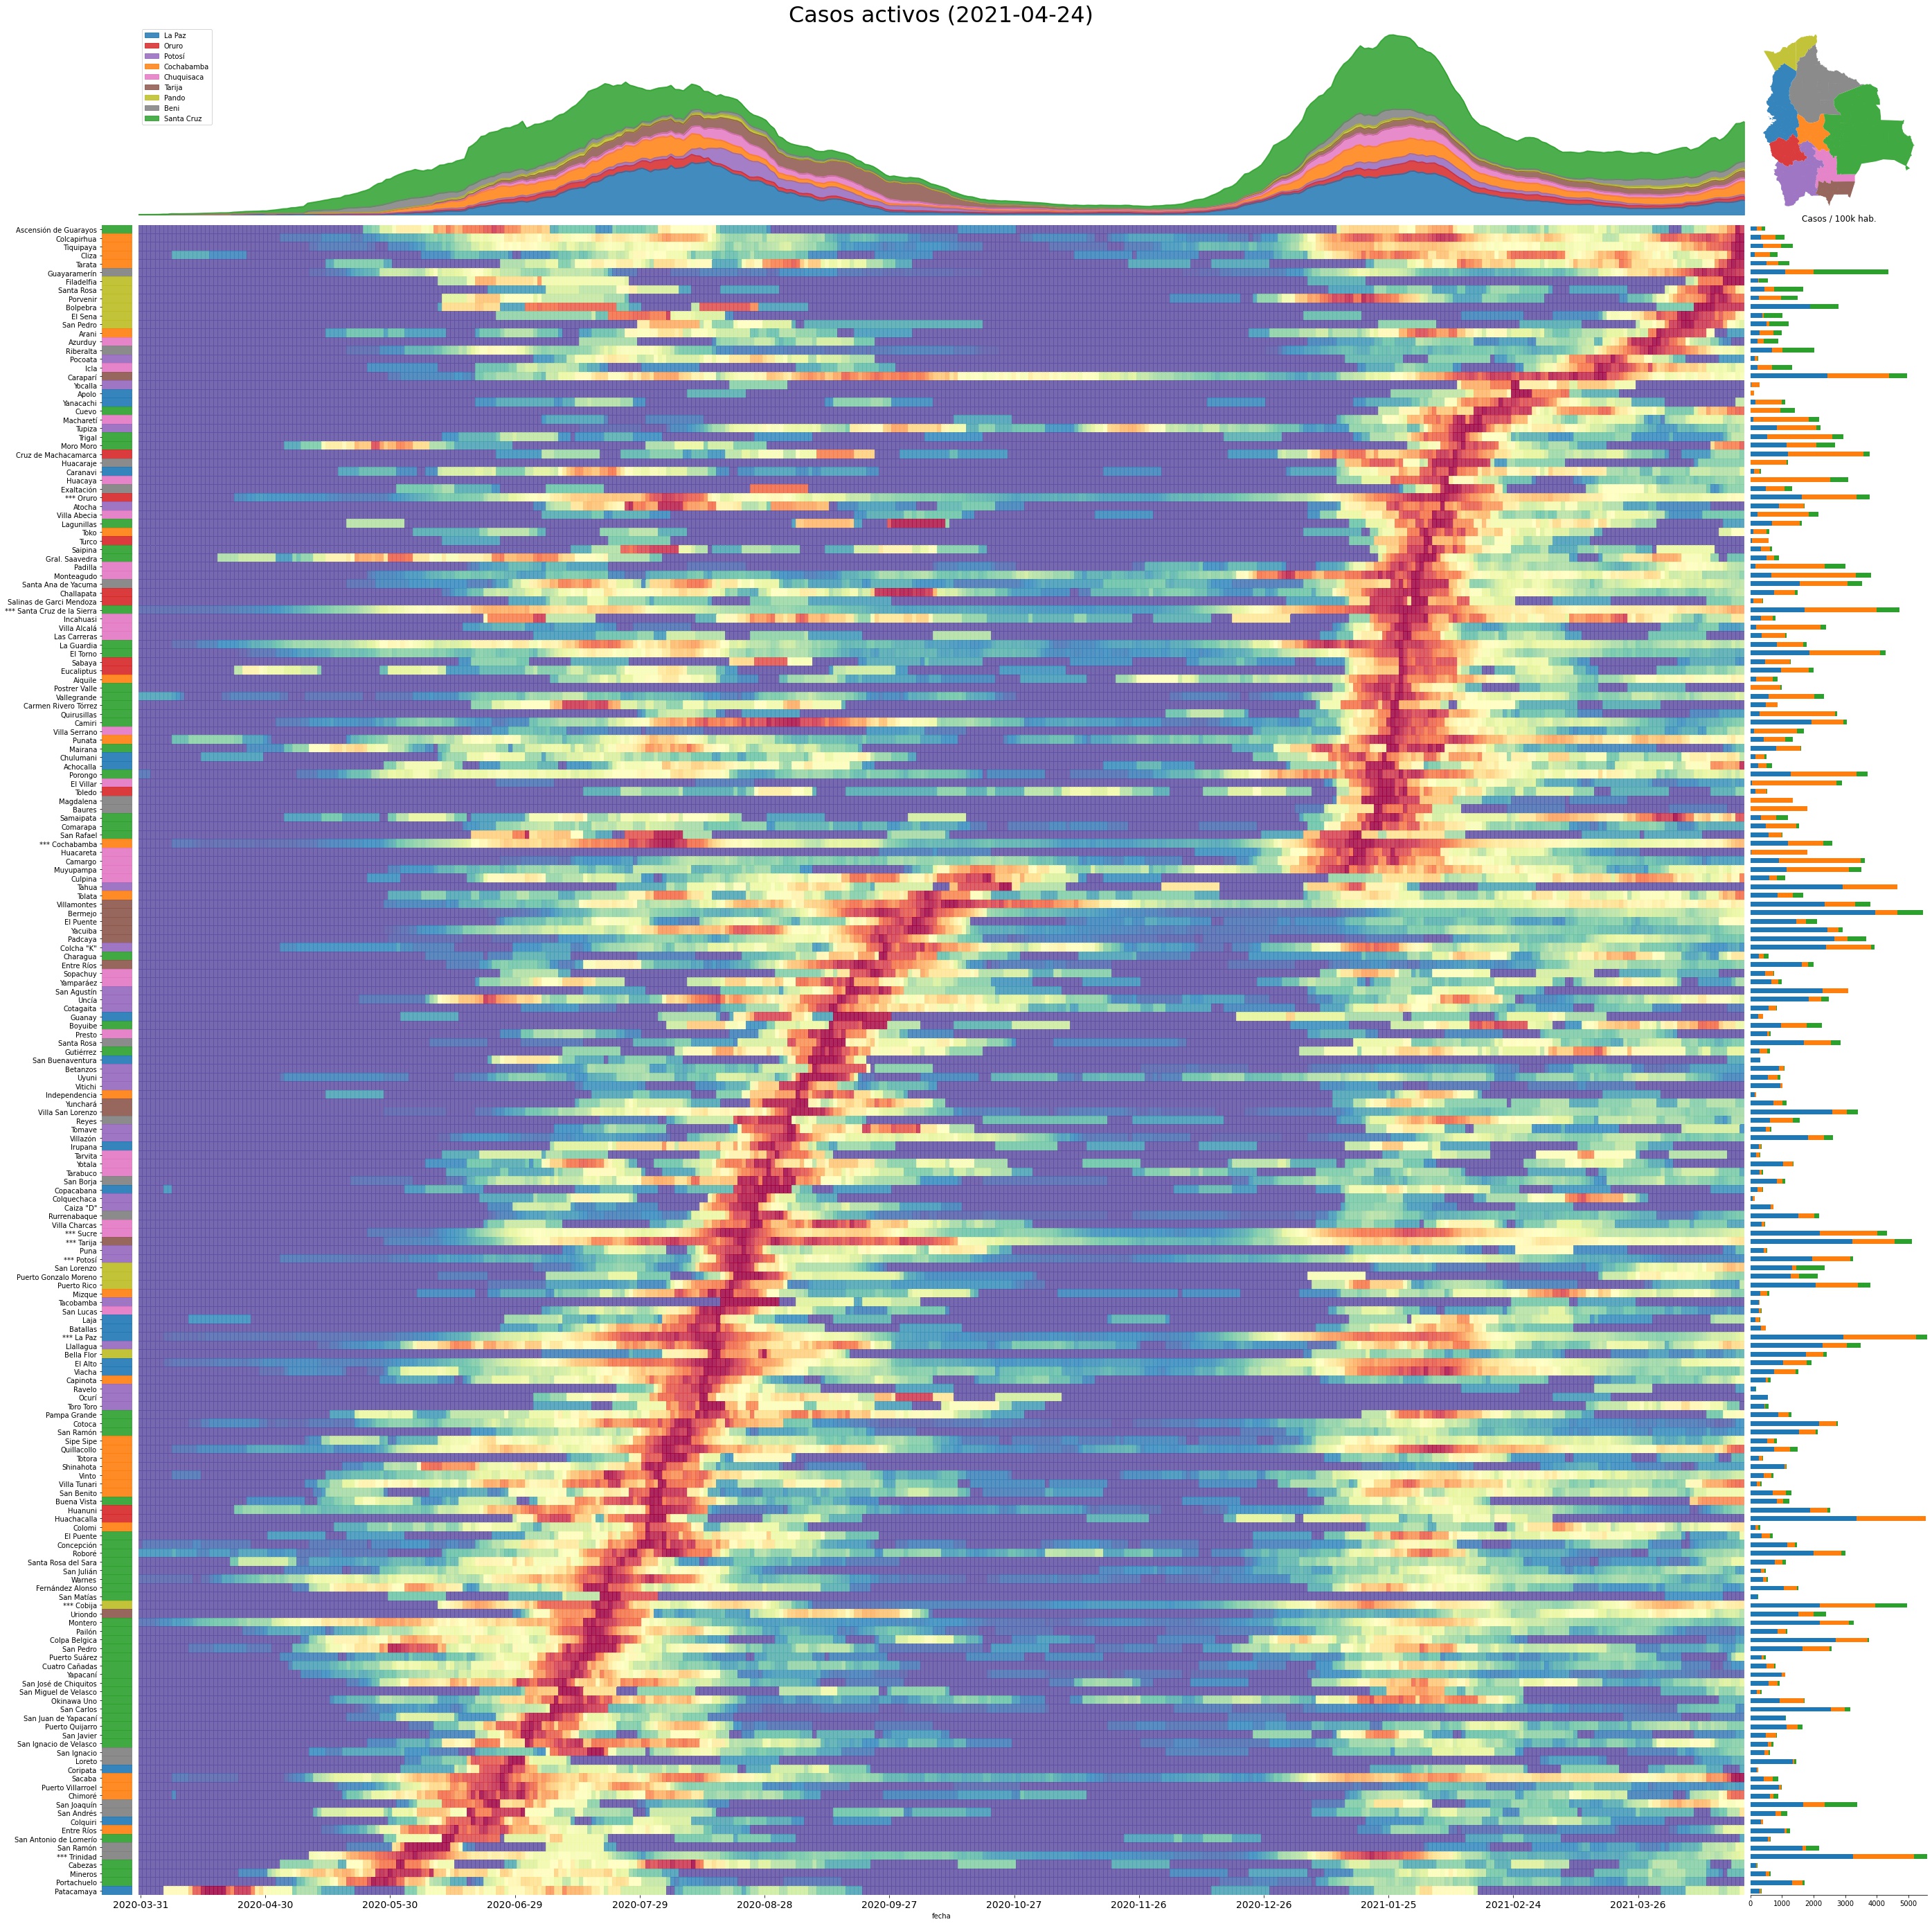 Casos activos (2021-04-24)
La Paz
Oruro
Potosí
Cochabamba
Chuquisaca
Tarija
Pando
Beni
Santa Cruz
Casos / 100k hab.
Ascensión de Guarayos
Colcapirhua
Tiquipaya
Cliza
Tarata
Guayaramerín
Filadelfia
Santa Rosa
Porvenir
Bolpebra
El Sena
San Pedro
Arani
Azurduy
Riberalta
Pocoata
Icla
Caraparí
Yocalla
Apolo
Yanacachi
Cuevo
Macharetí
Tupiza
Trigal
Moro Moro
Cruz de Machacamarca
Huacaraje
Caranavi
Huacaya
Exaltación
*** Oruro
Atocha
Villa Abecia
Lagunillas
Toko
Turco
Saipina
Gral. Saavedra
Padilla
Monteagudo
Santa Ana de Yacuma
Challapata
Salinas de Garci Mendoza
*** Santa Cruz de la Sierra
Incahuasi
Villa Alcalá
Las Carreras
La Guardia
El Torno
Sabaya
Eucaliptus
Aiquile
Postrer Valle
Vallegrande
Carmen Rivero Tórrez
Quirusillas
Camiri
Villa Serrano
Punata
Mairana
Chulumani
Achocalla
Porongo
El Villar
Toledo
Magdalena
Baures
Samaipata
Comarapa
San Rafael
*** Cochabamba
Huacareta
Camargo
Muyupampa
Culpina
Tahua
Tolata
Villamontes
Bermejo
El Puente
Yacuiba
Padcaya
Colcha "K"
Charagua
Entre Ríos
Sopachuy
Yamparáez
San Agustín
Uncía
Cotagaita
Guanay
Boyuibe
Presto
Santa Rosa
Gutiérrez
San Buenaventura
Betanzos
Uyuni
Vitichi
Independencia
Yunchará
Villa San Lorenzo
Reyes
Tomave
Villazón
Irupana
Tarvita
Yotala
Tarabuco
San Borja
Copacabana
Colquechaca
Caiza "D"
Rurrenabaque
Villa Charcas
*** Sucre
*** Tarija
Puna
*** Potosí
San Lorenzo
Puerto Gonzalo Moreno
Puerto Rico
Mizque
Tacobamba
San Lucas
Laja
Batallas
*** La Paz
Llallagua
Bella Flor
El Alto
Viacha
Capinota
Ravelo
Ocurí
Toro Toro
Pampa Grande
Cotoca
San Ramón
Sipe Sipe
Quillacollo
Totora
Shinahota
Vinto
Villa Tunari
San Benito
Buena Vista
Huanuni
Huachacalla
Colomi
El Puente
Concepción
Roboré
Santa Rosa del Sara
San Julián
Warnes
Fernández Alonso
San Matías
*** Cobija
Uriondo
Montero
Pailón
Colpa Belgica
San Pedro
Puerto Suárez
Cuatro Cañadas
Yapacaní
San José de Chiquitos
San Miguel de Velasco
Okinawa Uno
San Carlos
San Juan de Yapacaní
Puerto Quijarro
San Javier
San Ignacio de Velasco
San Ignacio
Loreto
Coripata
Sacaba
Puerto Villarroel
Chimoré
San Joaquín
San Andrés
Colquiri
Entre Ríos
San Antonio de Lomerío
San Ramón
*** Trinidad
Cabezas
Mineros
Portachuelo
Patacamaya
2020-03-31 2020-04-30 2020-05-30 2020-06-29 2020-07-29 2020-08-28 2020-09-27 2020-10-27 2020-11-26 2020-12-26 2021-01-25 2021-02-24 2021-03-26
fecha
0 1000 2000 3000 4000 5000